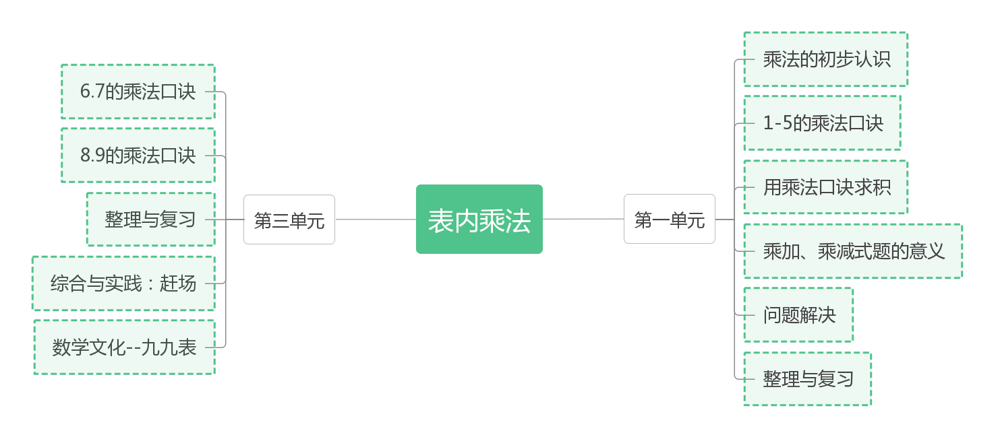 表内乘法
第一单元
乘法的初步认识
1-5的乘法口诀
用乘法口诀求积
乘加、乘减式题的意义
问题解决
整理与复习
第三单元
6.7的乘法口诀
8.9的乘法口诀
整理与复习
综合与实践：赶场
数学文化--九九表